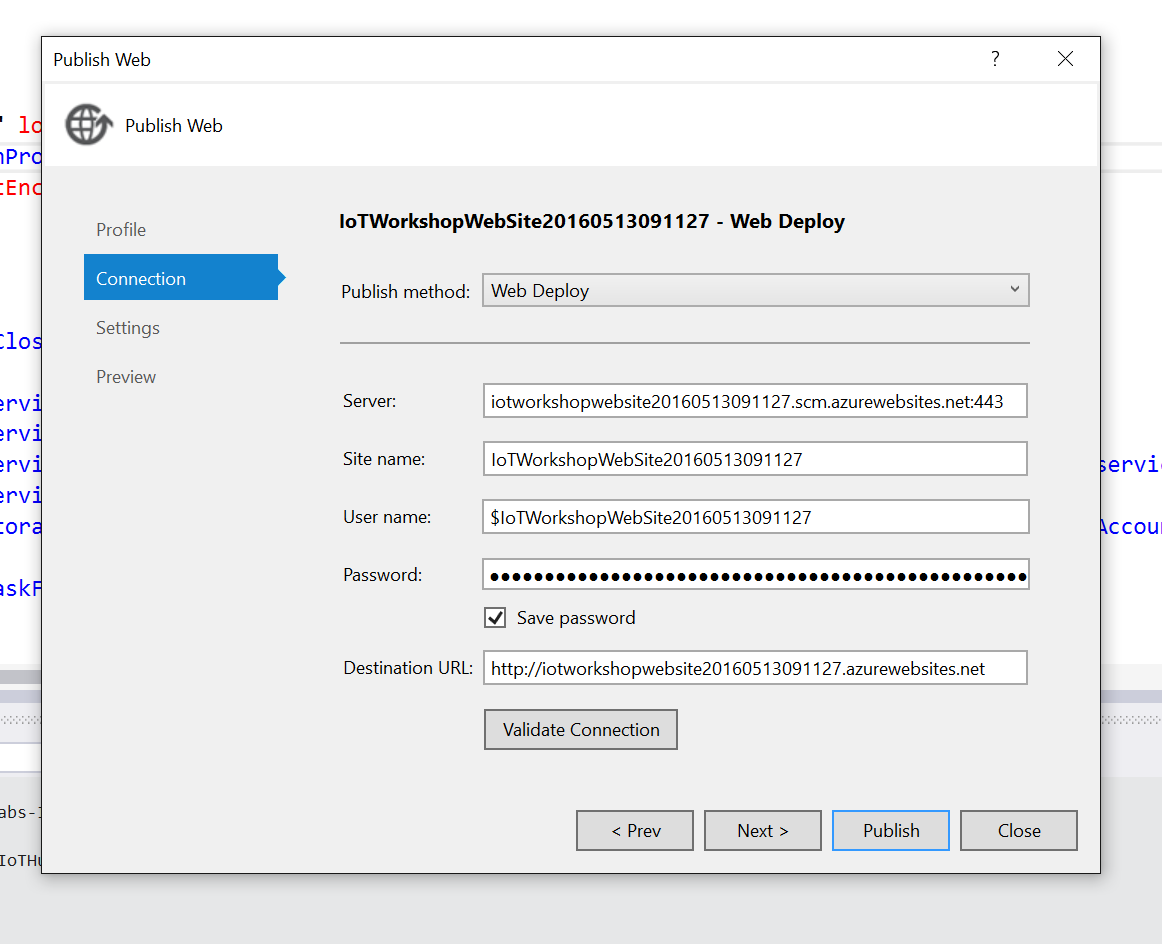 Publish Web
?
Publish Web
Profile
Connection
Settings
Preview
IoTWorkshopWebSite20160513091127 - Web Deploy
Publish method: Web Deploy
Server: iotworkshopwebsite20160513091127.scm.azurewebsites.net:443
Site name: IoTWorkshopWebSite20160513091127
User name: $IoTWorkshopWebSite20160513091127
Password: ●●●●●●●●●●●●●●●●●●●●●●●●●●●●●●●●●●●●●●●●●●●●●●●●●
Save password
Destination URL: http://iotworkshopwebsite20160513091127.azurewebsites.net
Validate Connection
< Prev
Next >
Publish
Close